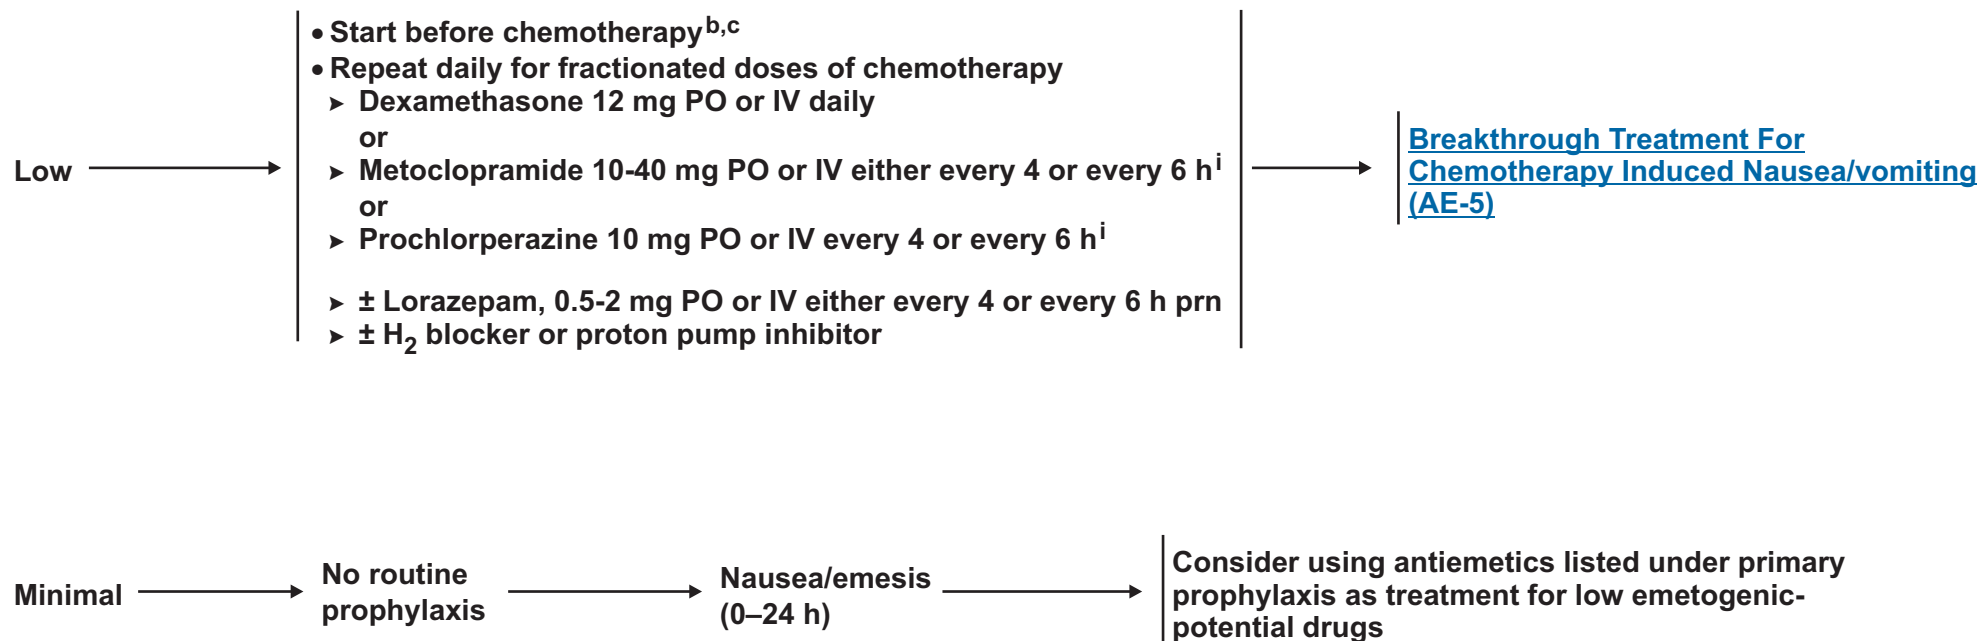 • Start before chemotherapy b,c
• Repeat daily for fractionated doses of chemotherapy
➤ Dexamethasone 12 mg PO or IV daily
or
Low
➤ Metoclopramide 10-40 mg PO or IV either every 4 or every 6 h i
or
➤ Prochlorperazine 10 mg PO or IV every 4 or every 6 h i
➤ ± Lorazepam, 0.5-2 mg PO or IV either every 4 or every 6 h prn
➤ ± H2 blocker or proton pump inhibitor
Breakthrough Treatment For
Chemotherapy Induced Nausea/vomiting
(AE-5)
Minimal
No routine
prophylaxis
Nausea/emesis
(0–24 h)
Consider using antiemetics listed under primary
prophylaxis as treatment for low emetogenic-
potential drugs